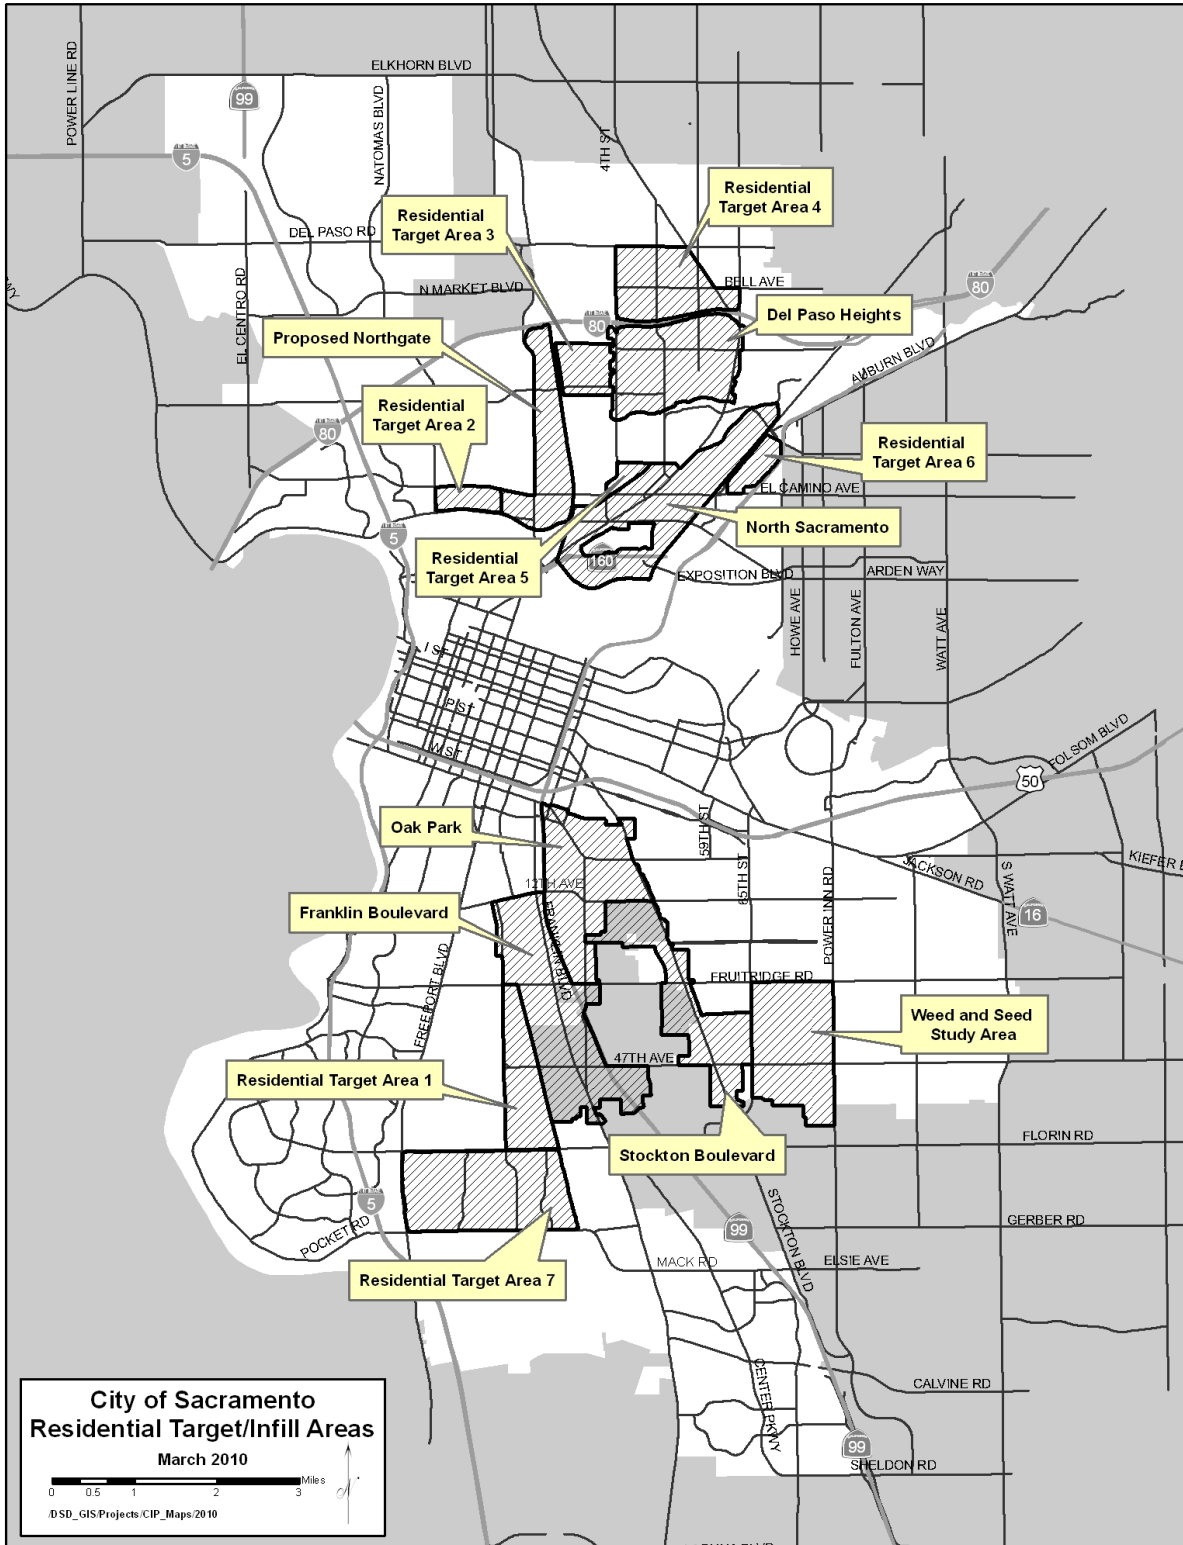 ELKHORN BLVD
POWER LINE RD
99
NATOMAS BLVD
5
4TH ST
Residential
Target Area 4
Residential
Target Area 3
DEL PASO RD
EL CENTRO RD
N MARKET BLVD
BELL AVE
80
80
Del Paso Heights
Proposed Northgate
AUBURN BLVD
Residential
Target Area 2
80
Residential
Target Area 6
EL CAMINO AVE
North Sacramento
5
Residential
Target Area 5
160
EXPOSITION BLVD
ARDEN WAY
HOWE AVE
FULTON AVE
WATT AVE
I ST
P ST
W ST
FOLSOM BLVD
50
Oak Park
59TH ST
65TH ST
JACKSON RD
KIEFER B
12TH AVE
POWER INN RD
S WATT AVE
16
Franklin Boulevard
FRANKLIN BLVD
FREEPORT BLVD
FRUITRIDGE RD
Weed and Seed
Study Area
47TH AVE
Residential Target Area 1
FLORIN RD
Stockton Boulevard
5
POCKET RD
STOCKTON BLVD
99
GERBER RD
MACK RD
ELSIE AVE
Residential Target Area 7
CENTER PKWY
CALVINE RD
99
SHELDON RD
City of Sacramento
Residential Target/Infill Areas
March 2010
Miles
0 0.5 1 2 3
N
/DSD_GIS/Projects/CIP_Maps/2010